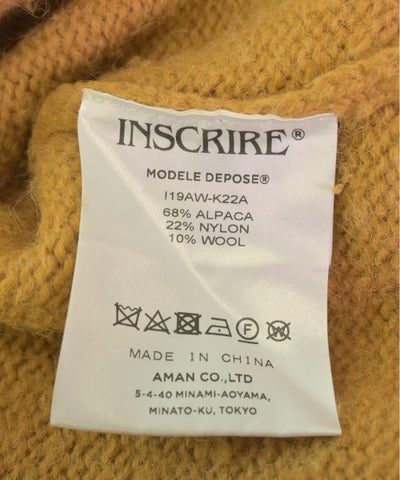 INSCRIRE®
MODELE DEPOSE®
I19AW-K22A
68% ALPACA
22% NYLON
10% WOOL
F W
MADE IN CHINA
AMAN CO.,LTD
5-4-40 MINAMI-AOYAMA,
MINATO-KU, TOKYO